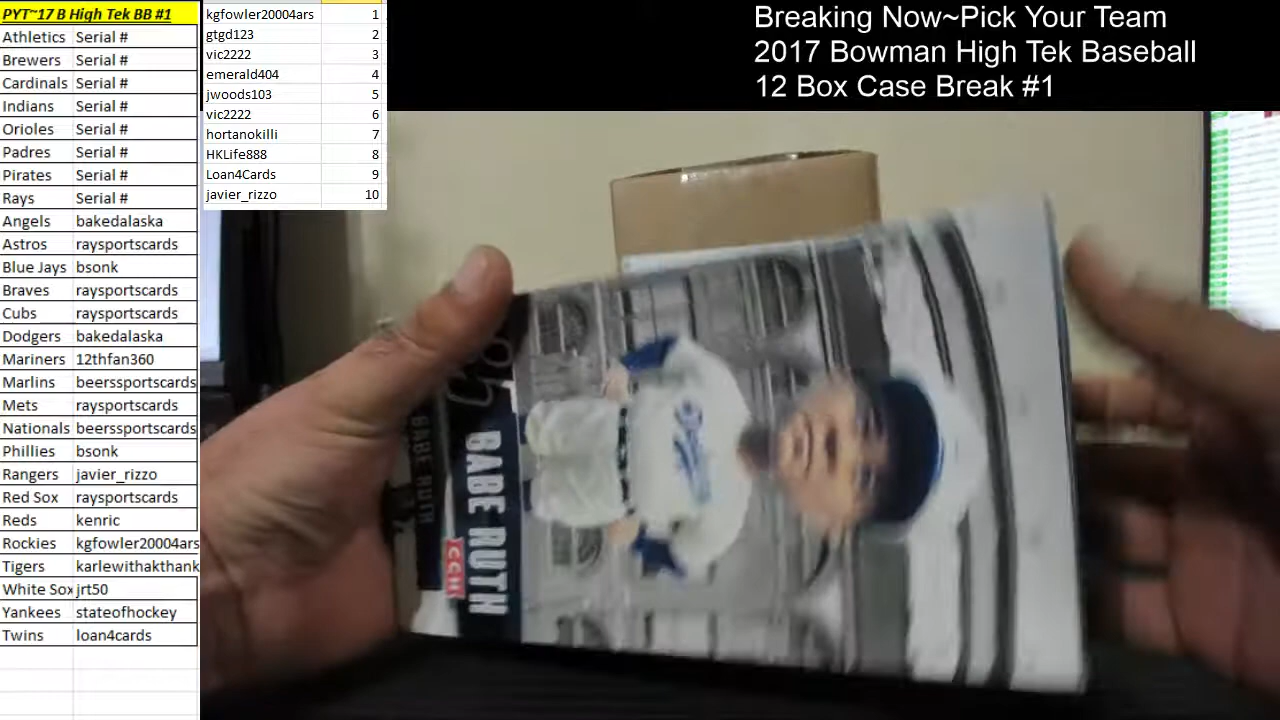 PYT~17 B High Tek BB #1
Athletics Serial #
Brewers Serial #
Cardinals Serial #
Indians Serial #
Orioles Serial #
Padres Serial #
Pirates Serial #
Rays Serial #
Angels bakedalaska
Astros raysportscards
Blue Jays bsonk
Braves raysportscards
Cubs raysportscards
Dodgers bakedalaska
Mariners 12thfan360
Marlins beerssportscards
Mets raysportscards
Nationals beerssportscards
Phillies bsonk
Rangers javier_rizzo
Red Sox raysportscards
Reds kenric
Rockies kgfowler20004ars
Tigers karlewithakthank
White Sox jrt50
Yankees stateofhockey
Twins loan4cards
kgfowler20004ars 1
gtgd123 2
vic2222 3
emerald404 4
jwoods103 5
vic2222 6
hortanokilli 7
HKLife888 8
Loan4Cards 9
javier_rizzo 10
Breaking Now~Pick Your Team
2017 Bowman High Tek Baseball
12 Box Case Break #1
BABE RUTH
BABE RUTH
CCH